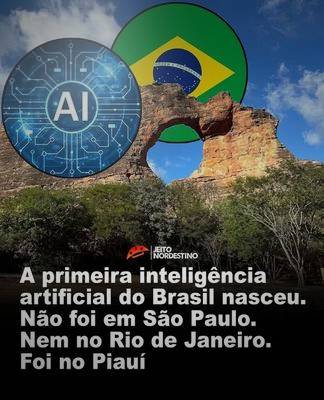 AI
JEITO
NORDESTINO
A primeira inteligência
artificial do Brasil nasceu.
Não foi em São Paulo.
Nem no Rio de Janeiro.
Foi no Piauí